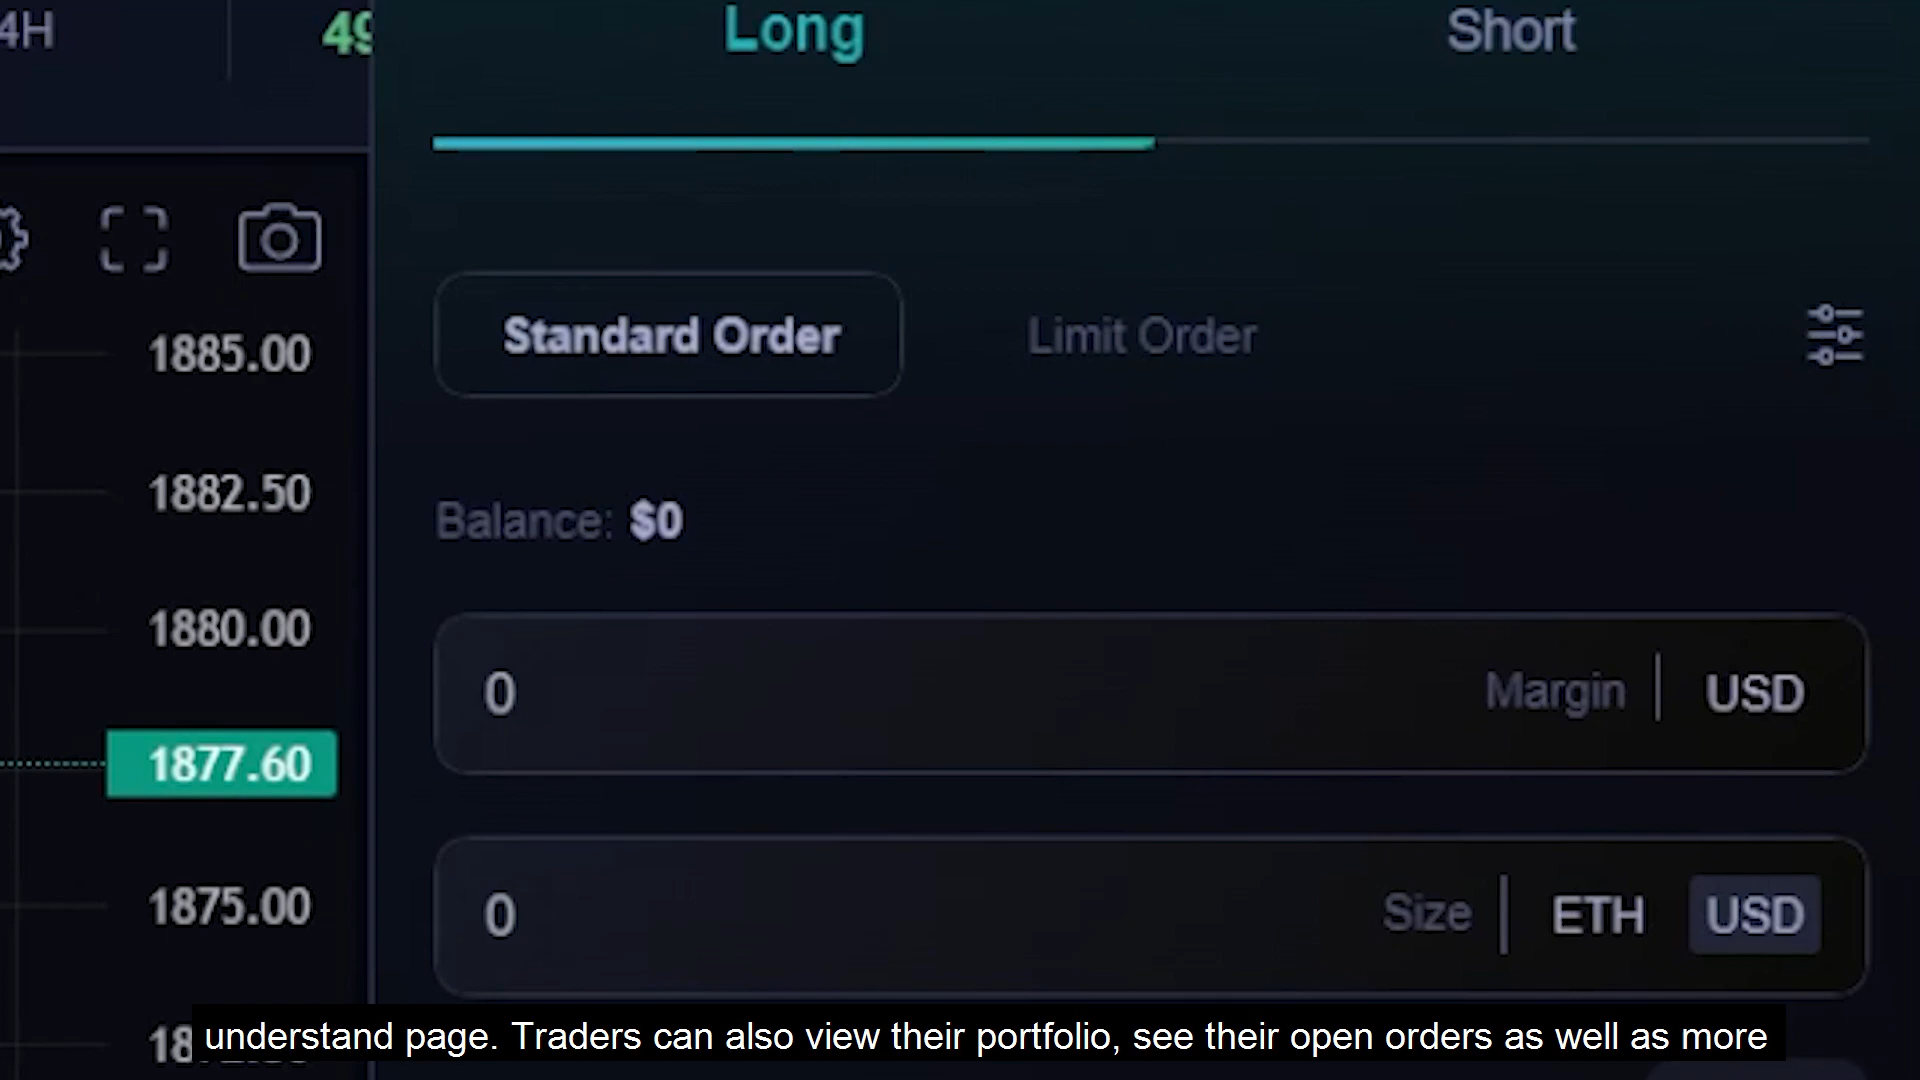 4H
49
Long
Short
Standard Order
Limit Order
1885.00
1882.50
Balance: $0
1880.00
0
Margin
USD
1877.60
1875.00
0
Size
ETH
USD
understand page. Traders can also view their portfolio, see their open orders as well as more